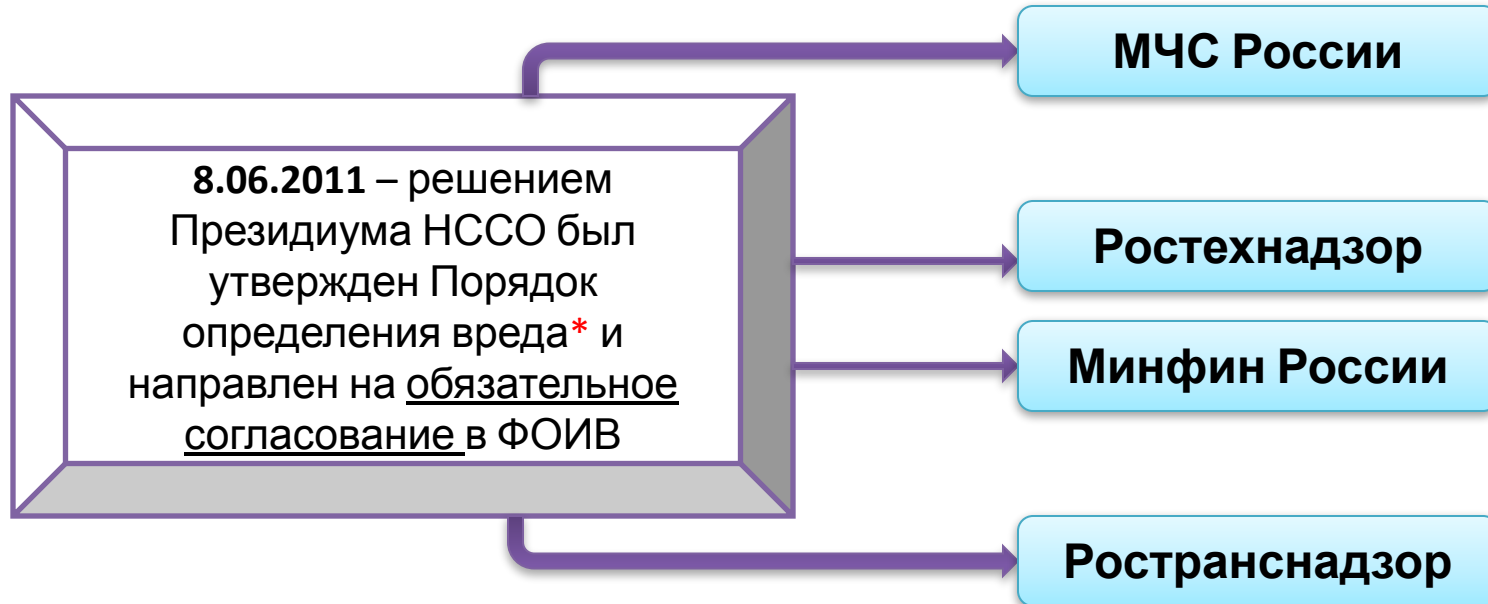 МЧС России
8.06.2011 – решением
Президиума НССО был
утвержден Порядок
определения вреда* и
направлен на обязательное
согласование в ФОИВ
Ростехнадзор
Минфин России
Ространснадзор